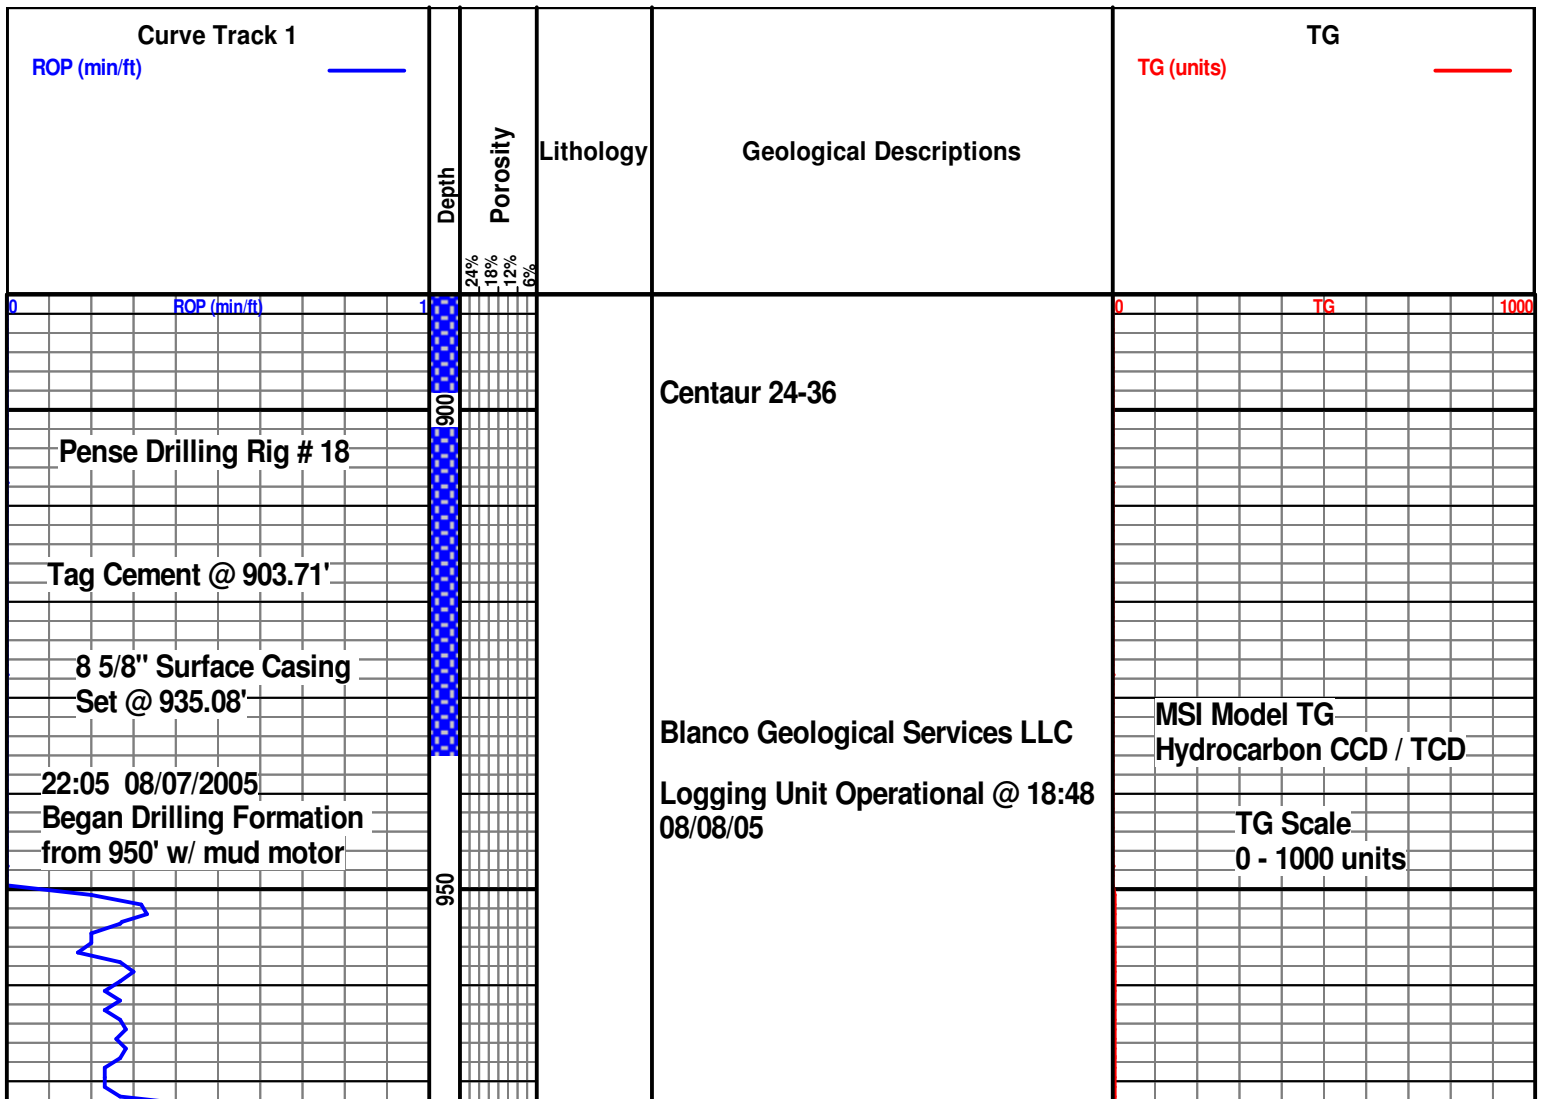 Curve Track 1
ROP (min/ft)
Depth
Porosity
24%
18%
12%
6%
Lithology
Geological Descriptions
TG
TG (units)
0 ROP (min/ft) 1
0 TG 1000
Centaur 24-36
900
Pense Drilling Rig # 18
Tag Cement @ 903.71'
8 5/8" Surface Casing
Set @ 935.08'
22:05 08/07/2005
Began Drilling Formation
from 950' w/ mud motor
950
Blanco Geological Services LLC
Logging Unit Operational @ 18:48
08/08/05
MSI Model TG
Hydrocarbon CCD / TCD
TG Scale
0 - 1000 units